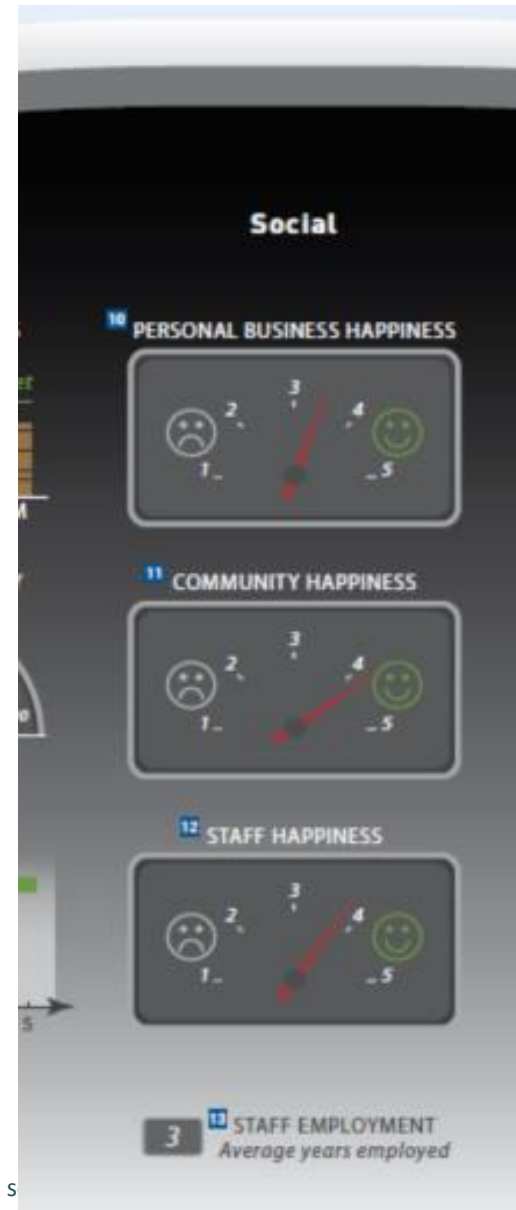 Social
10 PERSONAL BUSINESS HAPPINESS
3
2 4
1 5
11 COMMUNITY HAPPINESS
3
2 4
1 5
12 STAFF HAPPINESS
3
2 4
1 5
13 STAFF EMPLOYMENT
3 Average years employed